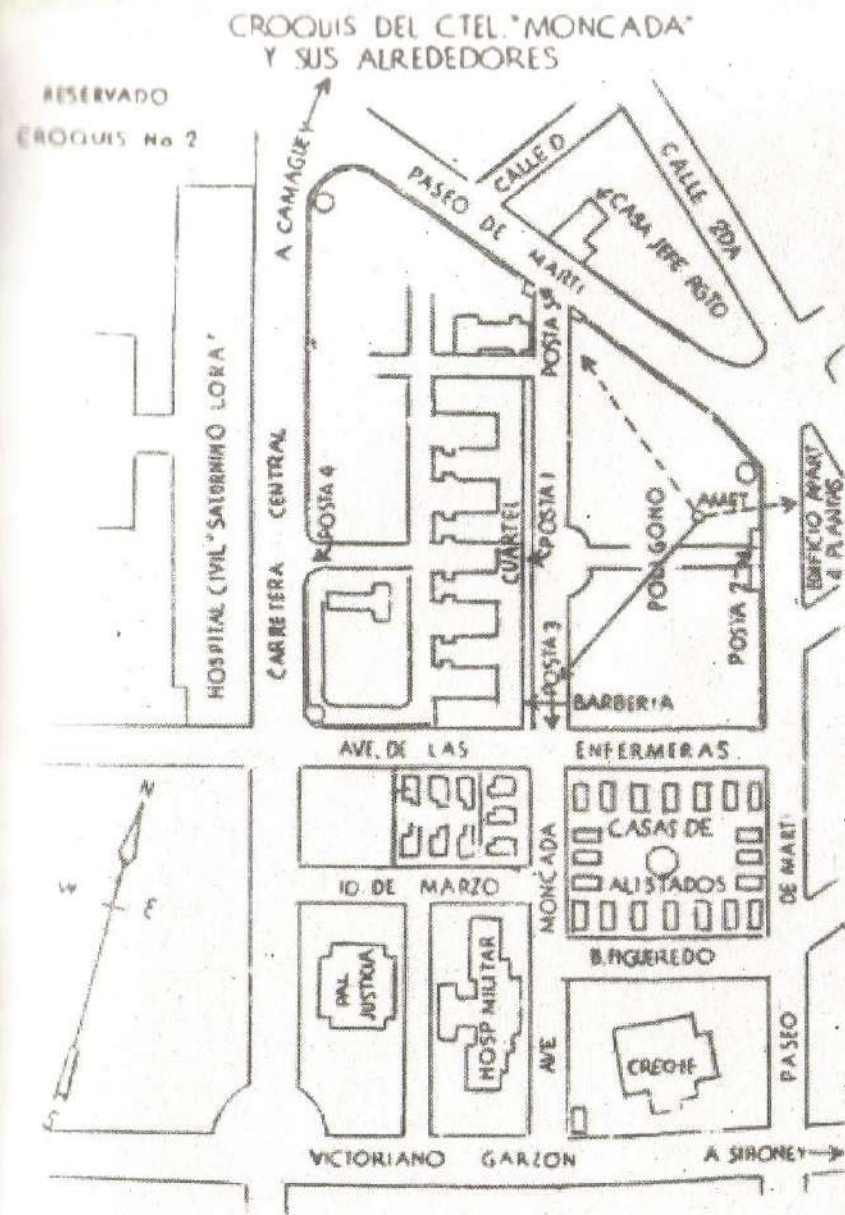 CROQUIS DEL CTEL. "MONCADA"
Y SUS ALREDEDORES
RESERVADO
CROQUIS No 2
A CAMAGUEY
PASEO DE MARTI
CALLE D
CALLE 2DA
CASA JEFE RGTO
HOSPITAL CIVIL "SATORNINO LORA"
CARRETERA CENTRAL
POSTA 4
CUARTEL
POSTA 5
POSTA 1
POSTA 3
POLIGONO
AMET
POSTA 2
EDIFICIO APART
4 PLANTAS
BARBERIA
AVE. DE LAS ENFERMERAS
N
W
E
S
CASAS DE
ALISTADOS
10 DE MARZO
AVE MONCADA
PASEO DE MARTI
B. FIGUEREDO
PAL
JUSTICIA
HOSP MILITAR
CRECHE
VICTORIANO GARZON
A SIBONEY